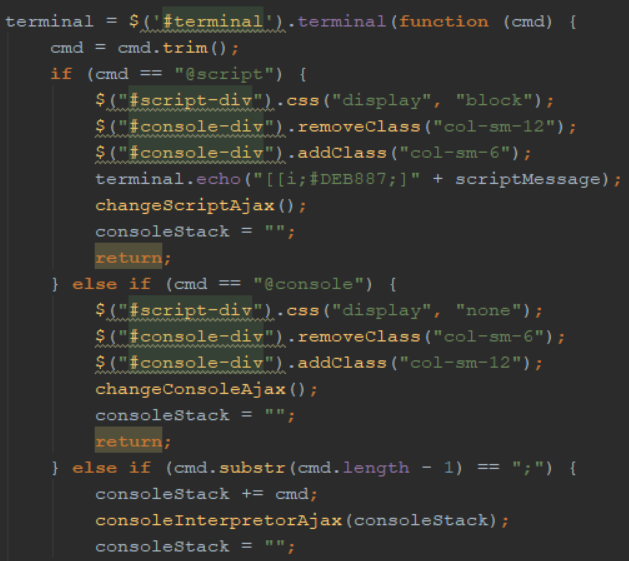 terminal = $('#terminal').terminal(function (cmd) {
cmd = cmd.trim();
if (cmd == "@script") {
$("#script-div").css("display", "block");
$("#console-div").removeClass("col-sm-12");
$("#console-div").addClass("col-sm-6");
terminal.echo("[[i;#DEB887;]" + scriptMessage);
changeScriptAjax();
consoleStack = "";
return;
} else if (cmd == "@console") {
$("#script-div").css("display", "none");
$("#console-div").removeClass("col-sm-6");
$("#console-div").addClass("col-sm-12");
changeConsoleAjax();
consoleStack = "";
return;
} else if (cmd.substr(cmd.length - 1) == ";") {
consoleStack += cmd;
consoleInterpretorAjax(consoleStack);
consoleStack = "";